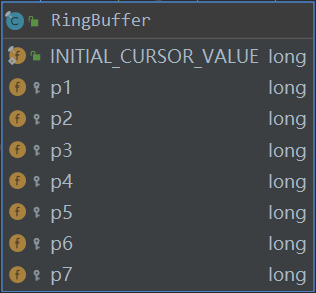 RingBuffer
INITIAL_CURSOR_VALUE long
p1 long
p2 long
p3 long
p4 long
p5 long
p6 long
p7 long